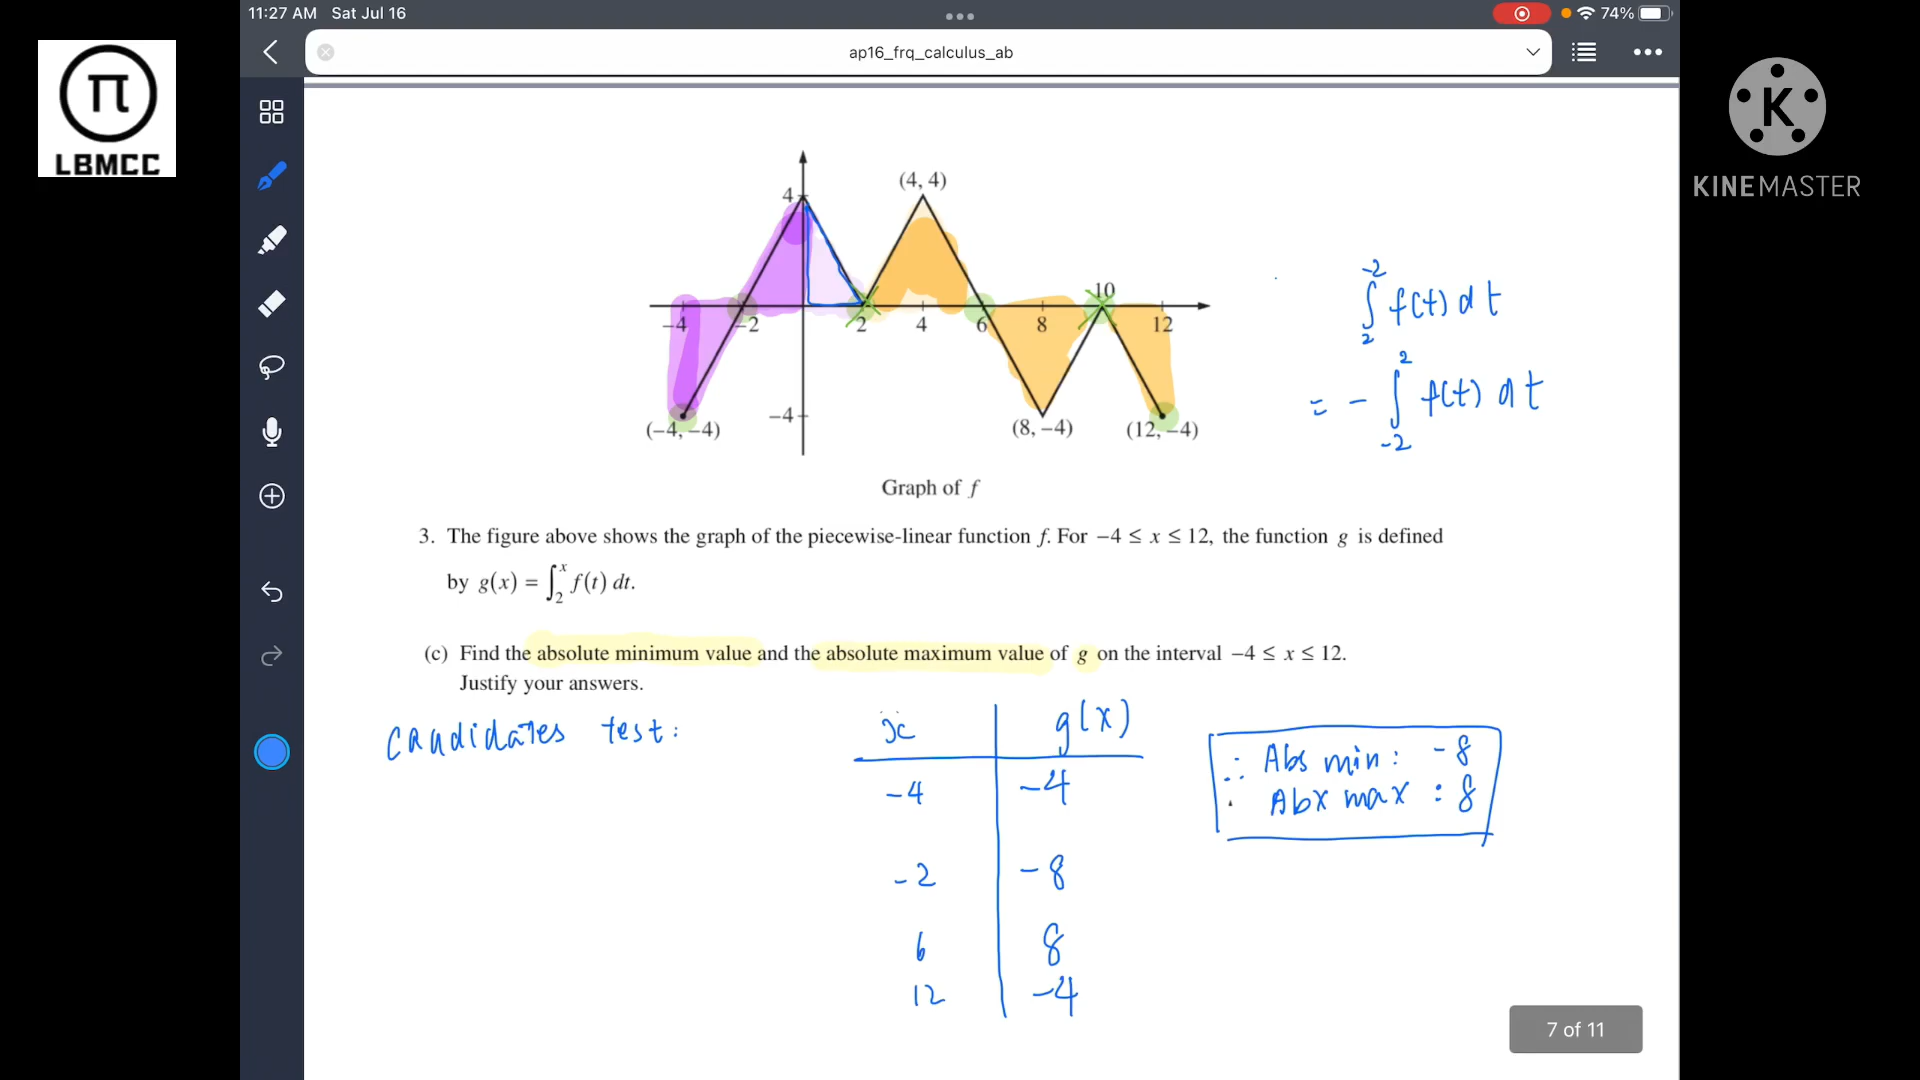 11:27 AM Sat Jul 16
74%
π
LBMCC
ap16_frq_calculus_ab
K
KINEMASTER
4
(4, 4)
10
-4 -2 2 4 6 8 12
-4
(-4, -4) (8, -4) (12, -4)
Graph of f
-2
∫ f(t) dt
2
2
= - ∫ f(t) dt
-2
3. The figure above shows the graph of the piecewise-linear function f. For −4 ≤ x ≤ 12, the function g is defined
by g(x) = ∫₂ˣ f(t) dt.
(c) Find the absolute minimum value and the absolute maximum value of g on the interval −4 ≤ x ≤ 12.
Justify your answers.
candidates test:
x g(x)
-4 -4
-2 -8
6 8
12 -4
∴ Abs min: -8
Abx max : 8
7 of 11